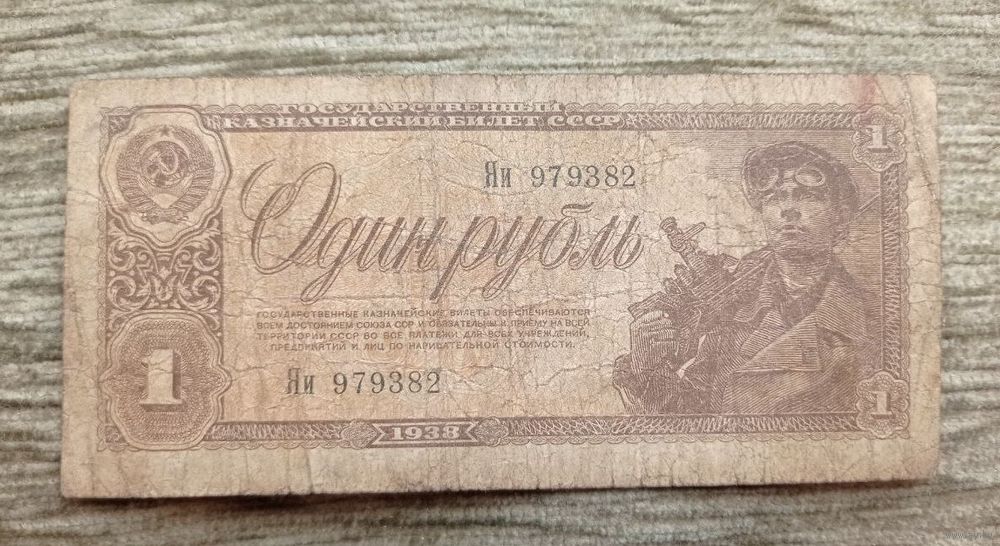 ГОСУДАРСТВЕННЫЙ
КАЗНАЧЕЙСКИЙ БИЛЕТ СССР
1
Яи 979382
Один рубль
ГОСУДАРСТВЕННЫЕ КАЗНАЧЕЙСКИЕ БИЛЕТЫ ОБЕСПЕЧИВАЮТСЯ
ВСЕМ ДОСТОЯНИЕМ СОЮЗА ССР И ОБЯЗАТЕЛЬНЫ К ПРИЁМУ НА ВСЕЙ
ТЕРРИТОРИИ СССР ВО ВСЕ ПЛАТЕЖИ ДЛЯ ВСЕХ УЧРЕЖДЕНИЙ,
ПРЕДПРИЯТИЙ И ЛИЦ ПО НАРИЦАТЕЛЬНОЙ СТОИМОСТИ.
1
Яи 979382
1
1938